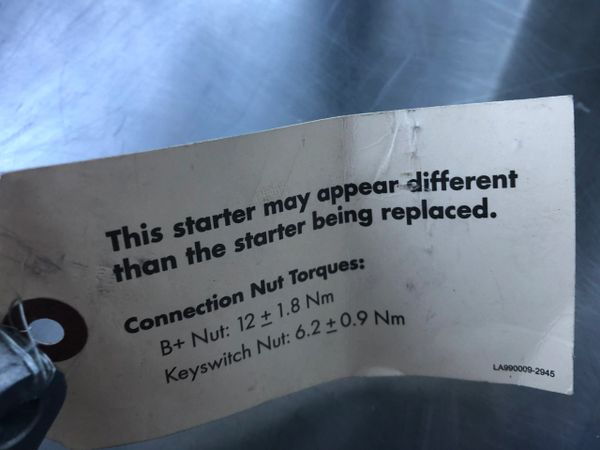 This starter may appear different
than the starter being replaced.
Connection Nut Torques:
B+ Nut: 12 ± 1.8 Nm
Keyswitch Nut: 6.2 ± 0.9 Nm
LA990009-2945